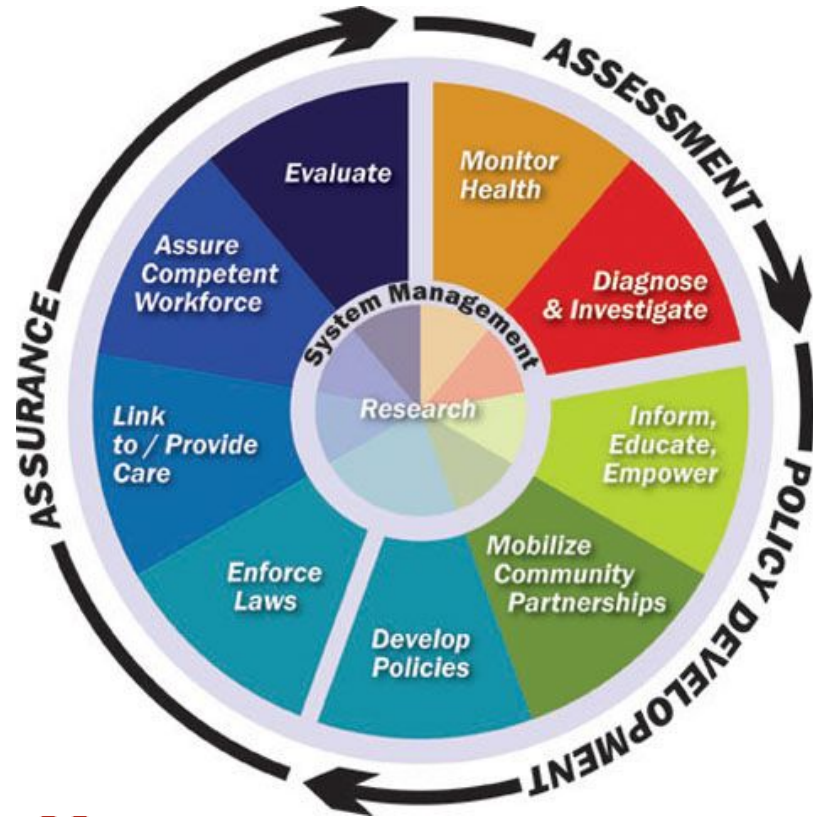 ASSESSMENT
POLICY DEVELOPMENT
ASSURANCE
Monitor
Health
Diagnose
& Investigate
Inform,
Educate,
Empower
Mobilize
Community
Partnerships
Develop
Policies
Enforce
Laws
Link
to / Provide
Care
Assure
Competent
Workforce
Evaluate
System Management
Research